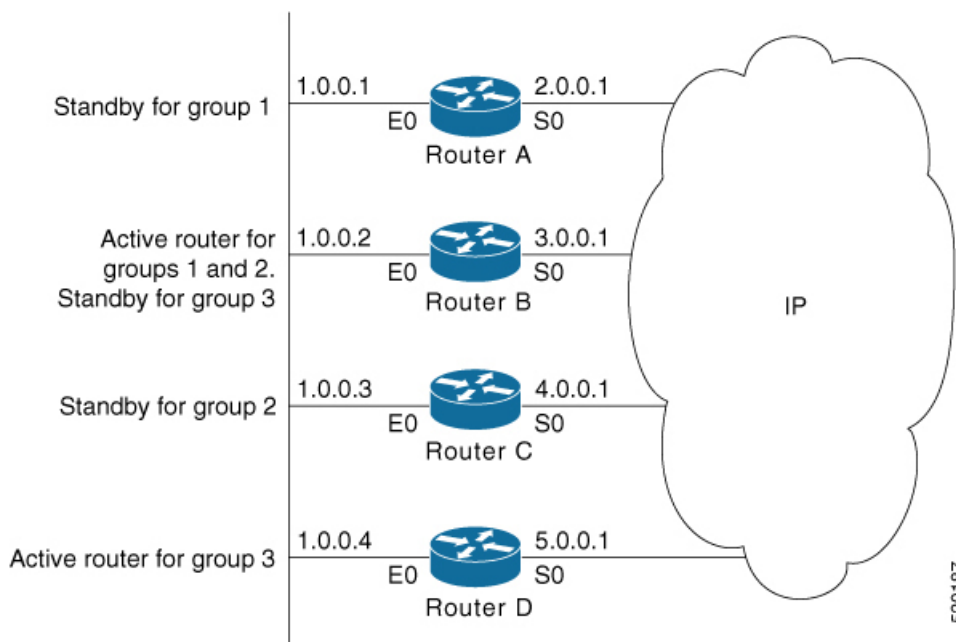 Standby for group 1
1.0.0.1
E0
Router A
2.0.0.1
S0
Active router for
groups 1 and 2.
Standby for group 3
1.0.0.2
E0
Router B
3.0.0.1
S0
IP
Standby for group 2
1.0.0.3
E0
Router C
4.0.0.1
S0
Active router for group 3
1.0.0.4
E0
Router D
5.0.0.1
S0